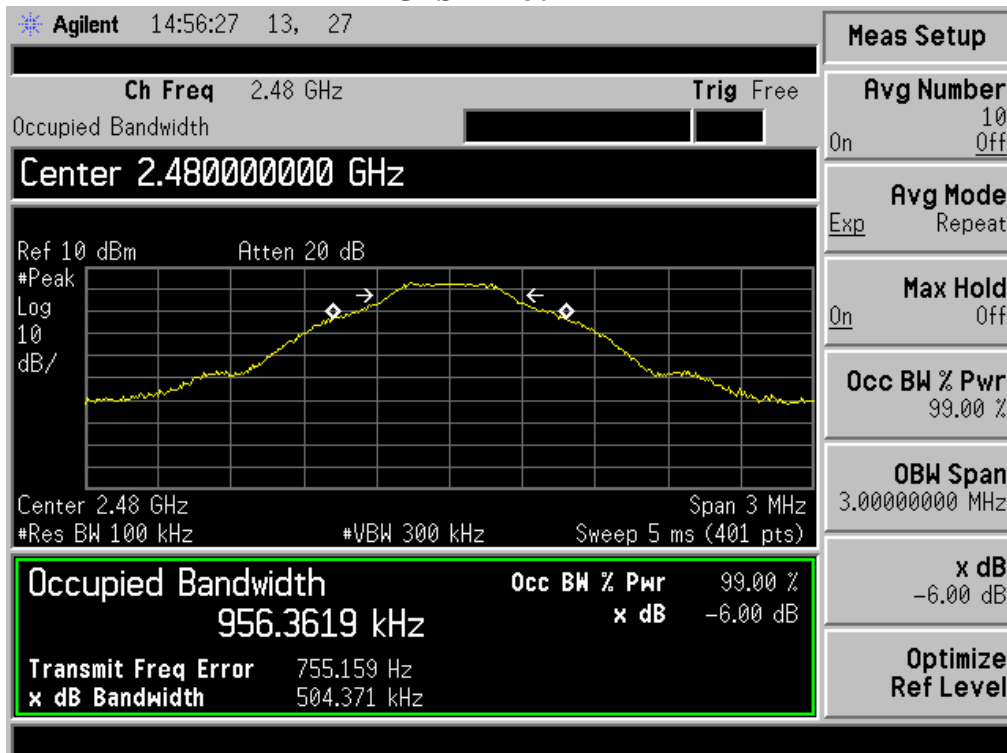 Agilent 14:56:27 13, 27
Meas Setup
Ch Freq 2.48 GHz Trig Free
Occupied Bandwidth
Center 2.480000000 GHz
Ref 10 dBm Atten 20 dB
#Peak
Log
10
dB/
Center 2.48 GHz Span 3 MHz
#Res BW 100 kHz #VBW 300 kHz Sweep 5 ms (401 pts)
Occupied Bandwidth
956.3619 kHz
Occ BW % Pwr 99.00 %
x dB -6.00 dB
Transmit Freq Error 755.159 Hz
x dB Bandwidth 504.371 kHz
Avg Number
10
On Off
Avg Mode
Exp Repeat
Max Hold
On Off
Occ BW % Pwr
99.00 %
OBW Span
3.00000000 MHz
x dB
-6.00 dB
Optimize
Ref Level